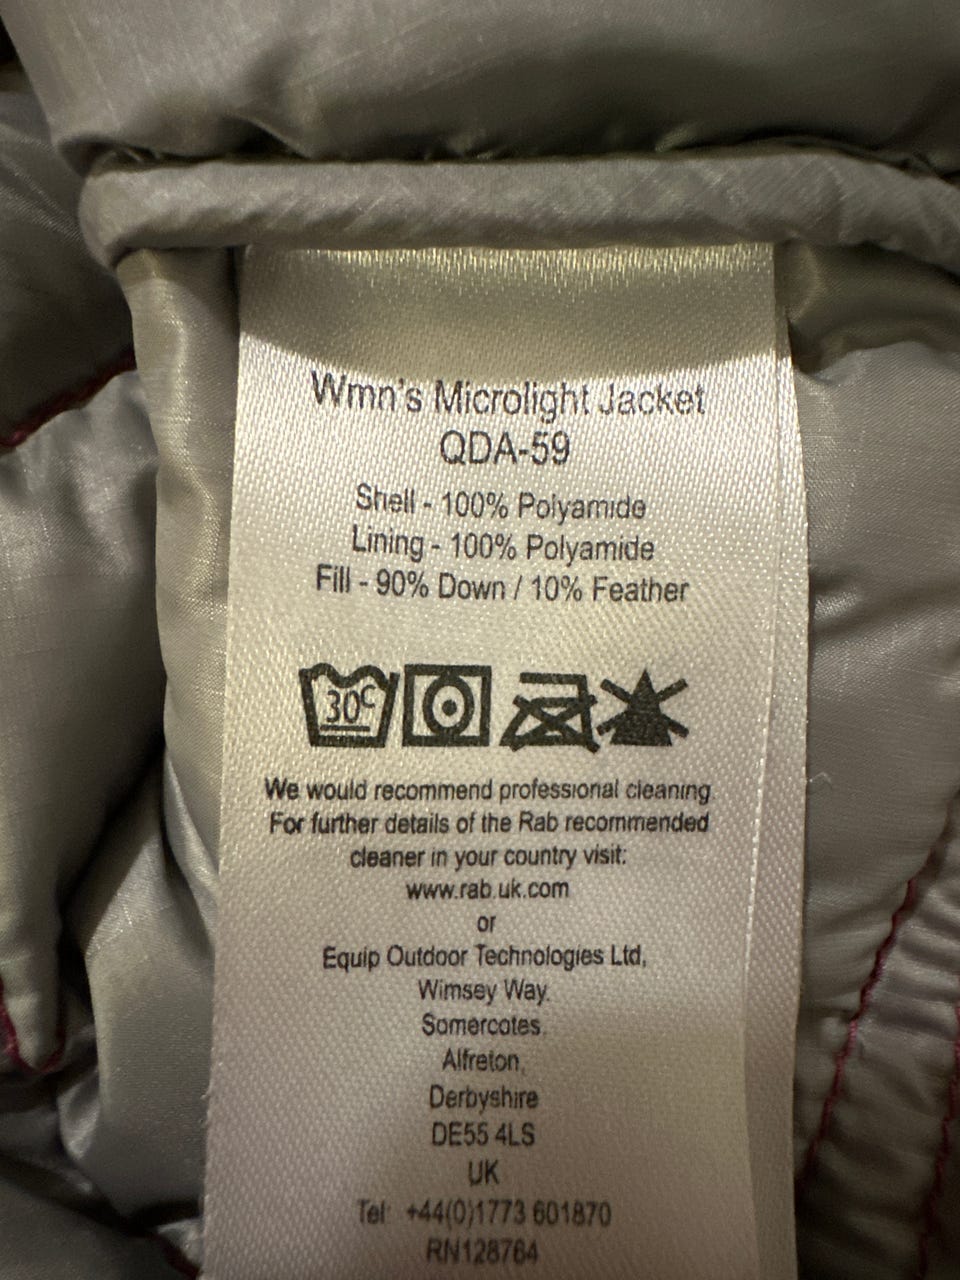 Wmn's Microlight Jacket
QDA-59
Shell - 100% Polyamide
Lining - 100% Polyamide
Fill - 90% Down / 10% Feather
30C
We would recommend professional cleaning
For further details of the Rab recommended
cleaner in your country visit:
www.rab.uk.com
or
Equip Outdoor Technologies Ltd,
Wimsey Way.
Somercotes.
Alfreton,
Derbyshire
DE55 4LS
UK
Tel: +44(0)1773 601870
RN128764